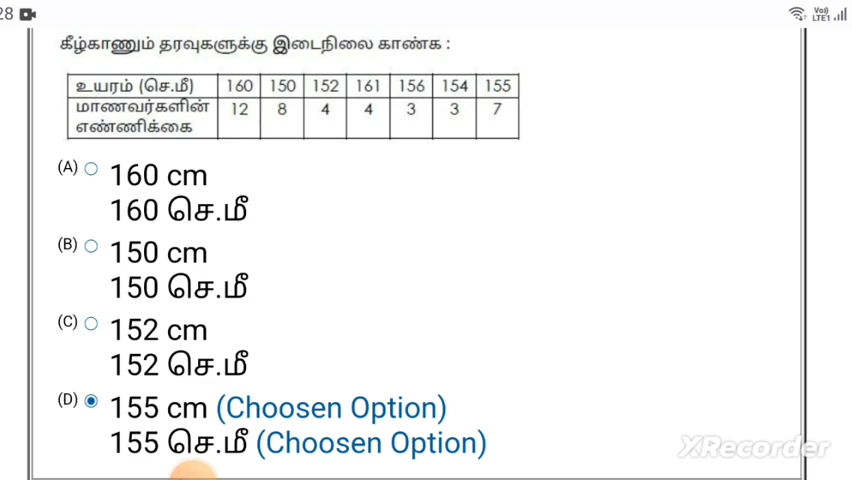 :28
Vo))
LTE1
கீழ்காணும் தரவுகளுக்கு இடைநிலை காண்க :
உயரம் (செ.மீ) 160 150 152 161 156 154 155
மாணவர்களின் 12 8 4 4 3 3 7
எண்ணிக்கை
(A) 160 cm
160 செ.மீ
(B) 150 cm
150 செ.மீ
(C) 152 cm
152 செ.மீ
(D) 155 cm (Choosen Option)
155 செ.மீ (Choosen Option)
XRecorder